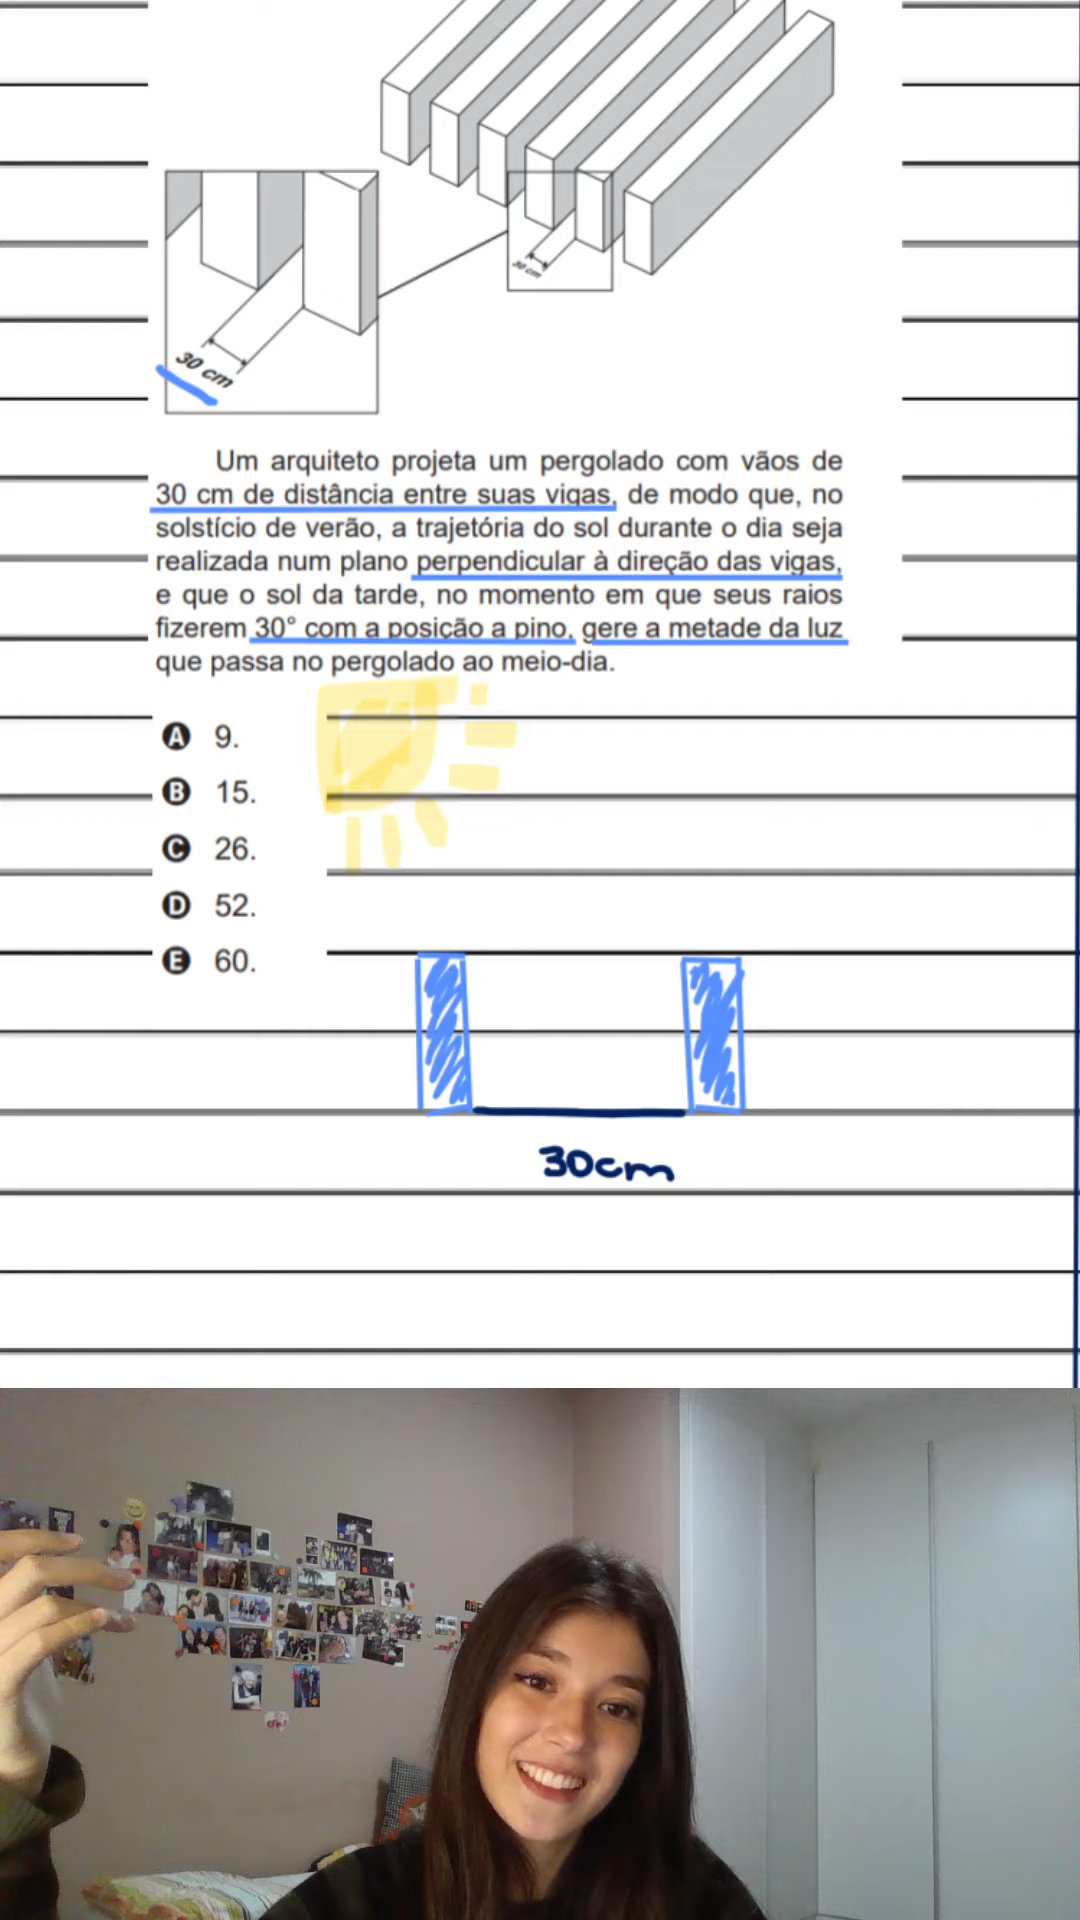 30 cm
30 cm
Um arquiteto projeta um pergolado com vãos de
30 cm de distância entre suas vigas, de modo que, no
solstício de verão, a trajetória do sol durante o dia seja
realizada num plano perpendicular à direção das vigas,
e que o sol da tarde, no momento em que seus raios
fizerem 30° com a posição a pino, gere a metade da luz
que passa no pergolado ao meio-dia.
A 9.
B 15.
C 26.
D 52.
E 60.
30cm